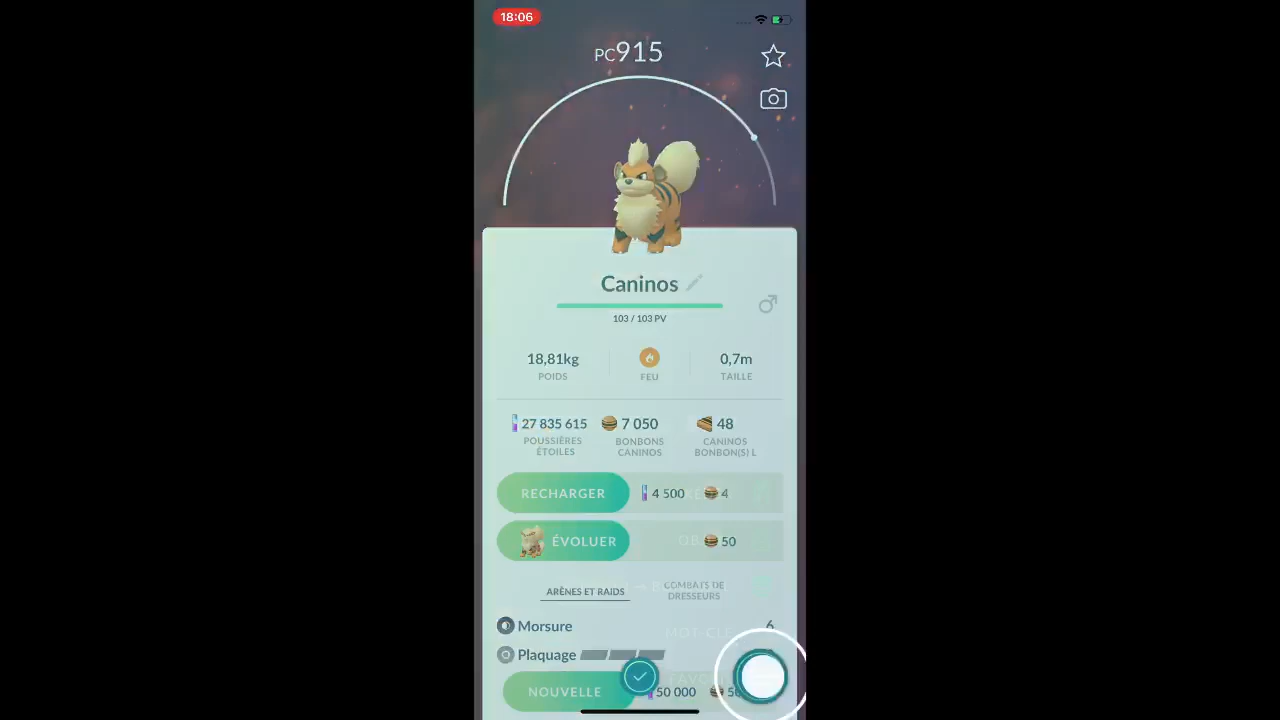 18:06
PC915
Caninos
103 / 103 PV
18,81kg
POIDS
FEU
0,7m
TAILLE
27 835 615
POUSSIÈRES
ÉTOILES
7 050
BONBONS
CANINOS
48
CANINOS
BONBON(S) L
RECHARGER
4 500
4
ÉVOLUER
50
ARÈNES ET RAIDS
COMBATS DE
DRESSEURS
Morsure
6
Plaquage
NOUVELLE
50 000